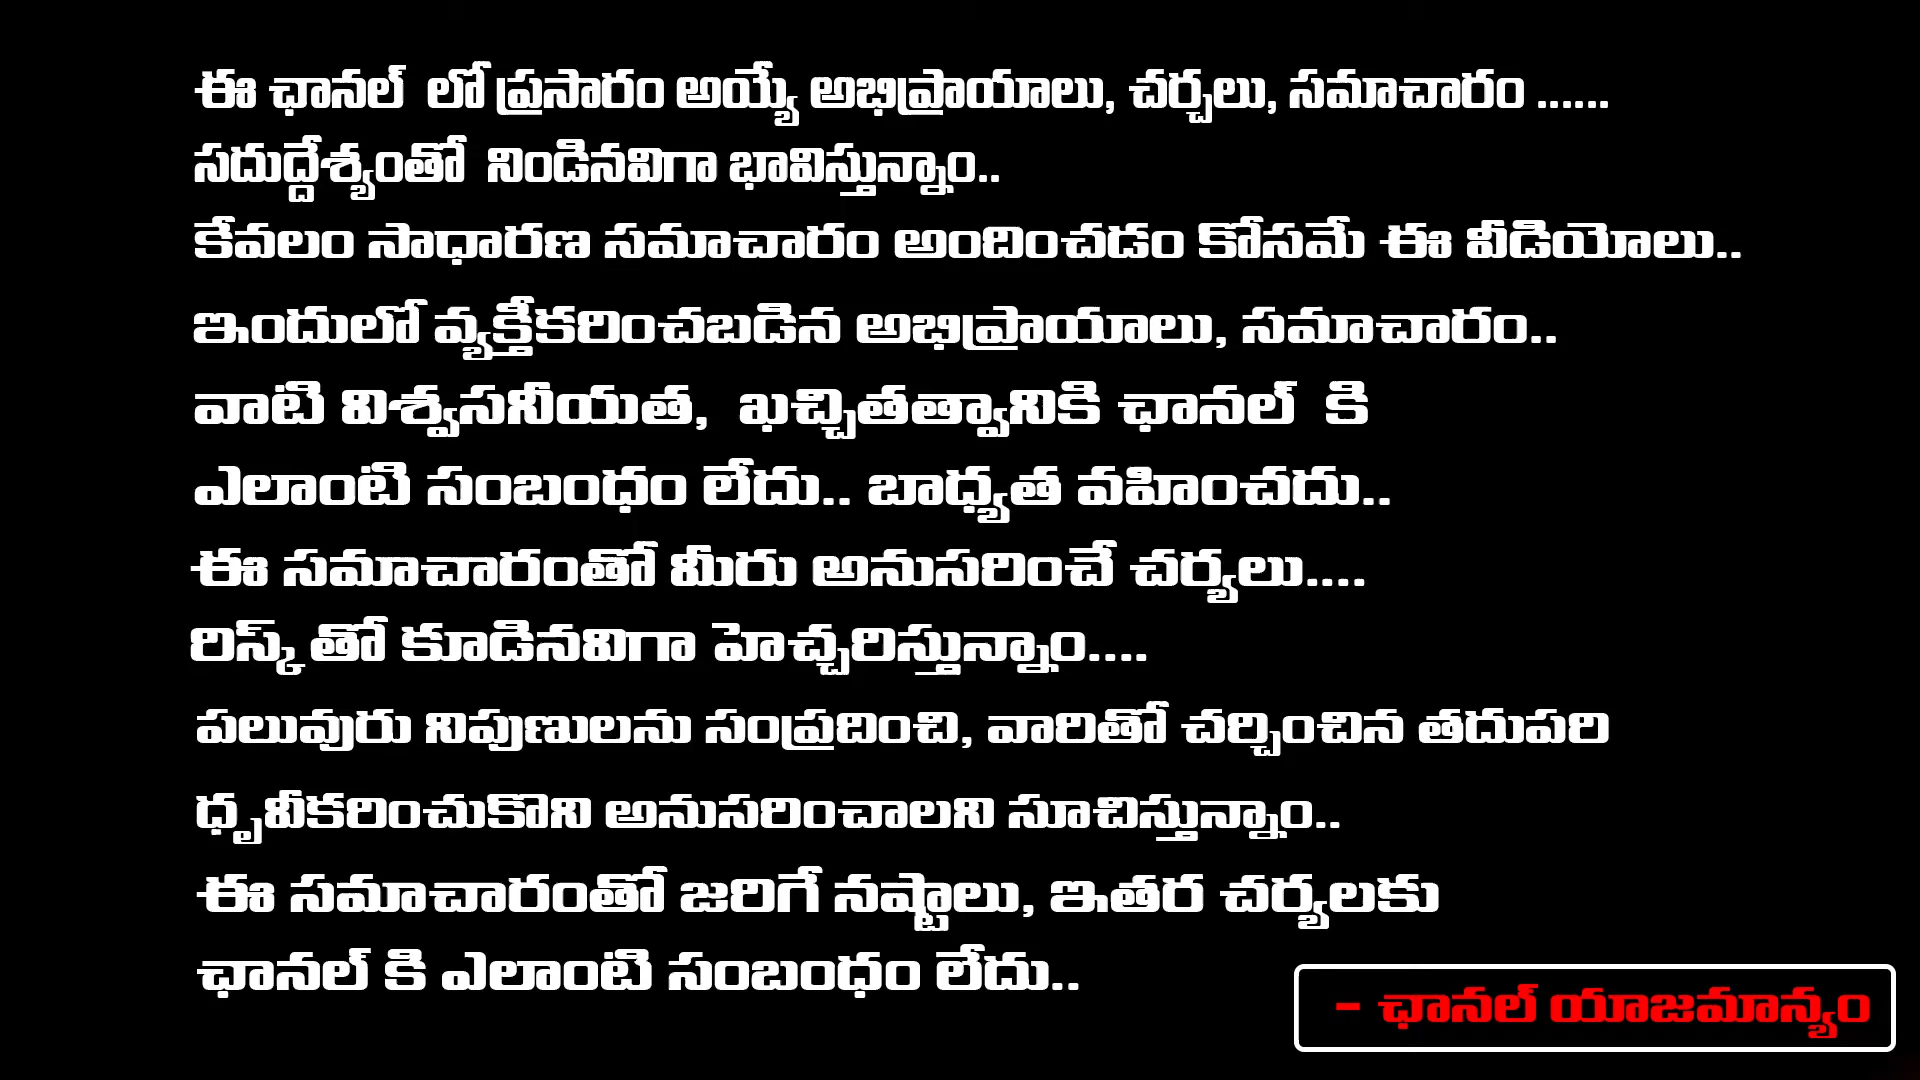 ఈ ఛానల్ లో ప్రసారం అయ్యే అభిప్రాయాలు, చర్చలు, సమాచారం ......
సదుద్దేశ్యంతో నిండినవిగా భావిస్తున్నాం..
కేవలం సాధారణ సమాచారం అందించడం కోసమే ఈ వీడియోలు..
ఇందులో వ్యక్తీకరించబడిన అభిప్రాయాలు, సమాచారం..
వాటి విశ్వసనీయత, ఖచ్చితత్వానికి ఛానల్ కి
ఎలాంటి సంబంధం లేదు.. బాధ్యత వహించదు..
ఈ సమాచారంతో మీరు అనుసరించే చర్యలు....
రిస్క్ తో కూడినవిగా హెచ్చరిస్తున్నాం....
పలువురు నిపుణులను సంప్రదించి, వారితో చర్చించిన తదుపరి
ధృవీకరించుకొని అనుసరించాలని సూచిస్తున్నాం..
ఈ సమాచారంతో జరిగే నష్టాలు, ఇతర చర్యలకు
ఛానల్ కి ఎలాంటి సంబంధం లేదు..
- ఛానల్ యాజమాన్యం